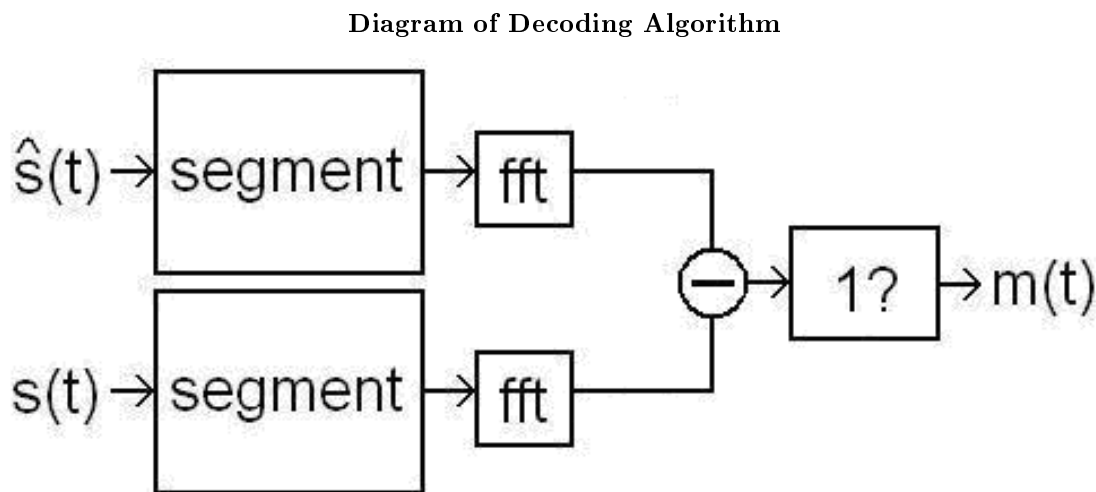 Diagram of Decoding Algorithm
ŝ(t) segment fft
1? m(t)
s(t) segment fft